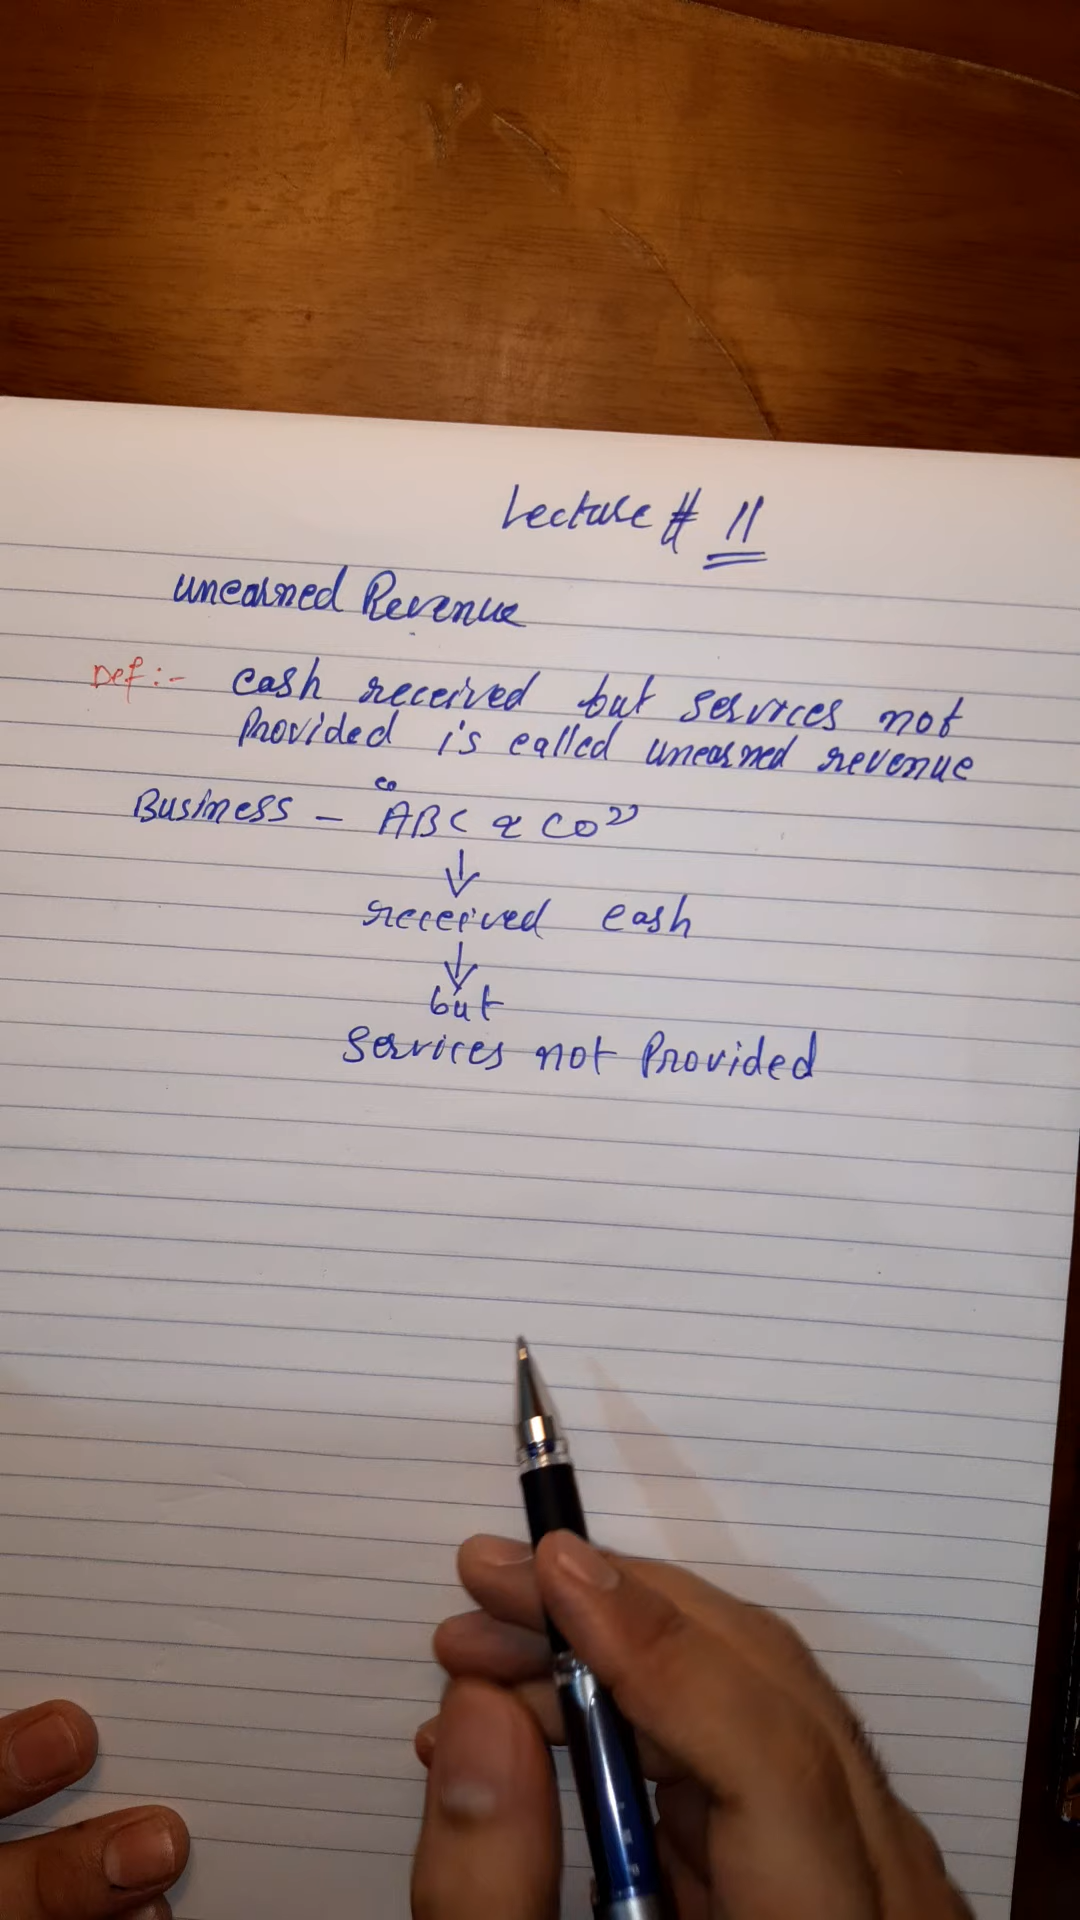 Lecture # 11
unearned Revenue
Def:- cash received but services not
Provided is called unearned revenue
Business - "ABC & CO"
↓
received cash
↓
but
Services not Provided